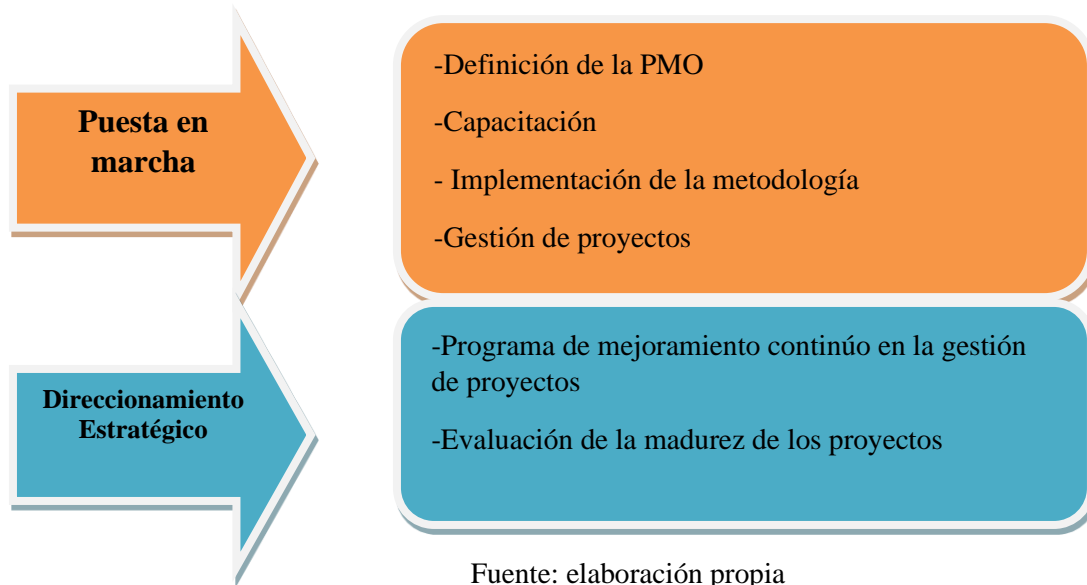 Puesta en
marcha
-Definición de la PMO
-Capacitación
- Implementación de la metodología
-Gestión de proyectos
Direccionamiento
Estratégico
-Programa de mejoramiento continúo en la gestión
de proyectos
-Evaluación de la madurez de los proyectos
Fuente: elaboración propia